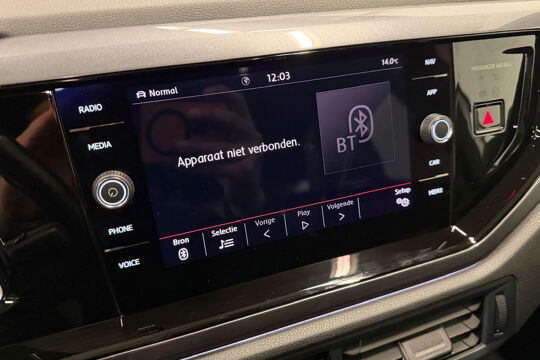 Normal
12:03
14.0°C
RADIO
MEDIA
PHONE
VOICE
Apparaat niet verbonden.
BT
Bron
Selectie
Vorige
Play
Volgende
Setup
NAV
APP
CAR
MENU
PASSENGER AIR BAG